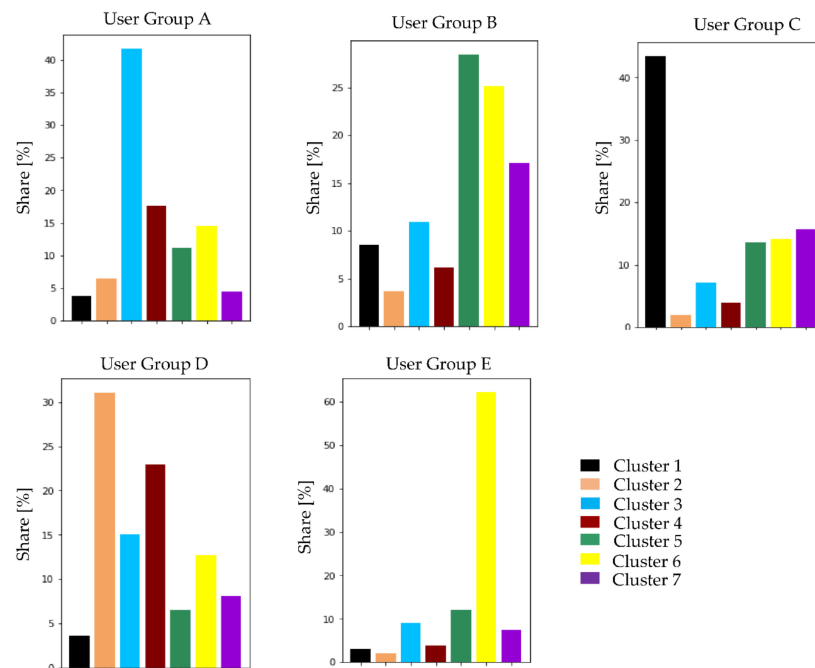 User Group A
Share [%]
40
35
30
25
20
15
10
5
0
User Group B
Share [%]
25
20
15
10
5
0
User Group C
Share [%]
40
30
20
10
0
User Group D
Share [%]
30
25
20
15
10
5
0
User Group E
Share [%]
60
50
40
30
20
10
0
Cluster 1
Cluster 2
Cluster 3
Cluster 4
Cluster 5
Cluster 6
Cluster 7